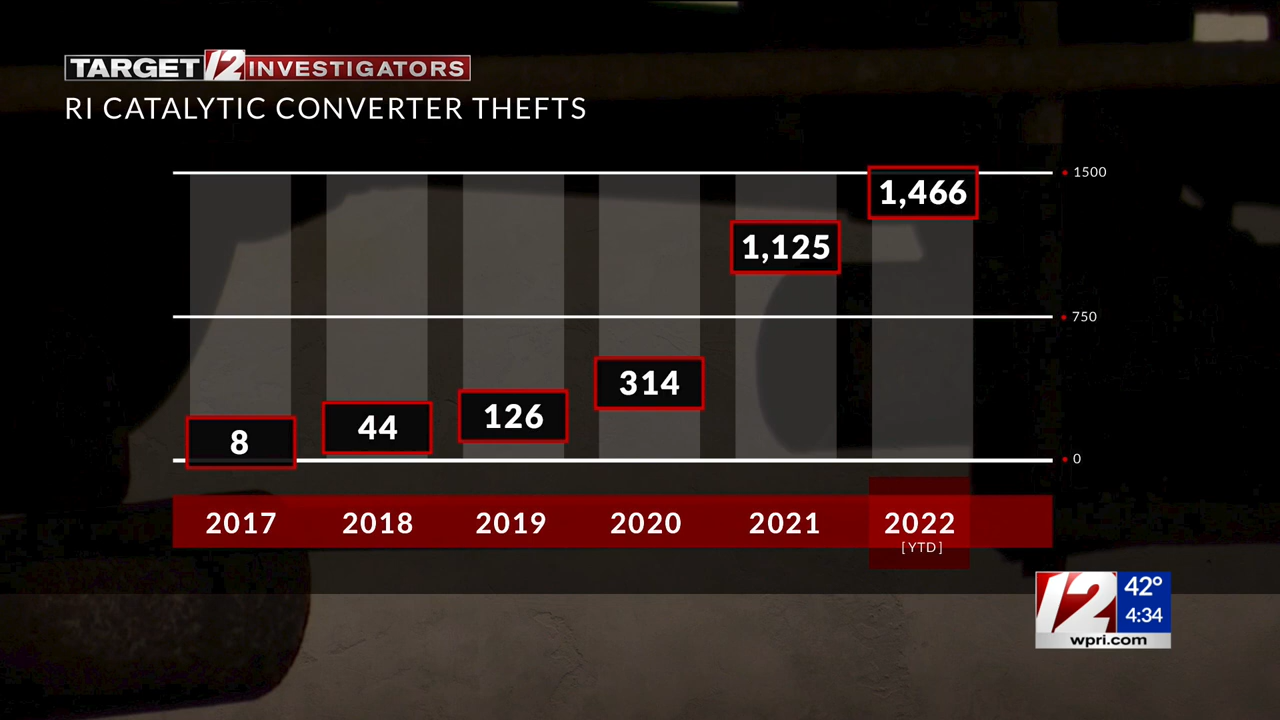 TARGET 12 INVESTIGATORS
RI CATALYTIC CONVERTER THEFTS
1500
1,466
1,125
750
314
126
44
8
0
2017 2018 2019 2020 2021 2022
[YTD]
12 42°
4:34
wpri.com